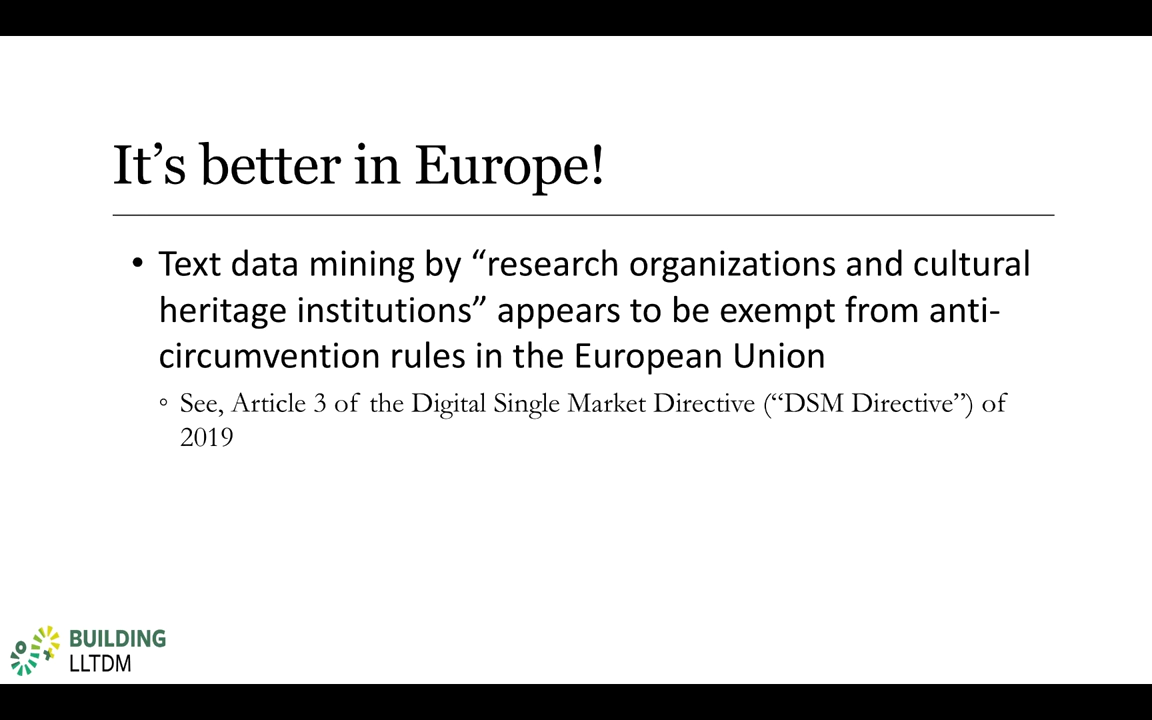 It’s better in Europe!
• Text data mining by “research organizations and cultural
heritage institutions” appears to be exempt from anti-
circumvention rules in the European Union
◦ See, Article 3 of the Digital Single Market Directive (“DSM Directive”) of
2019
BUILDING
LLTDM